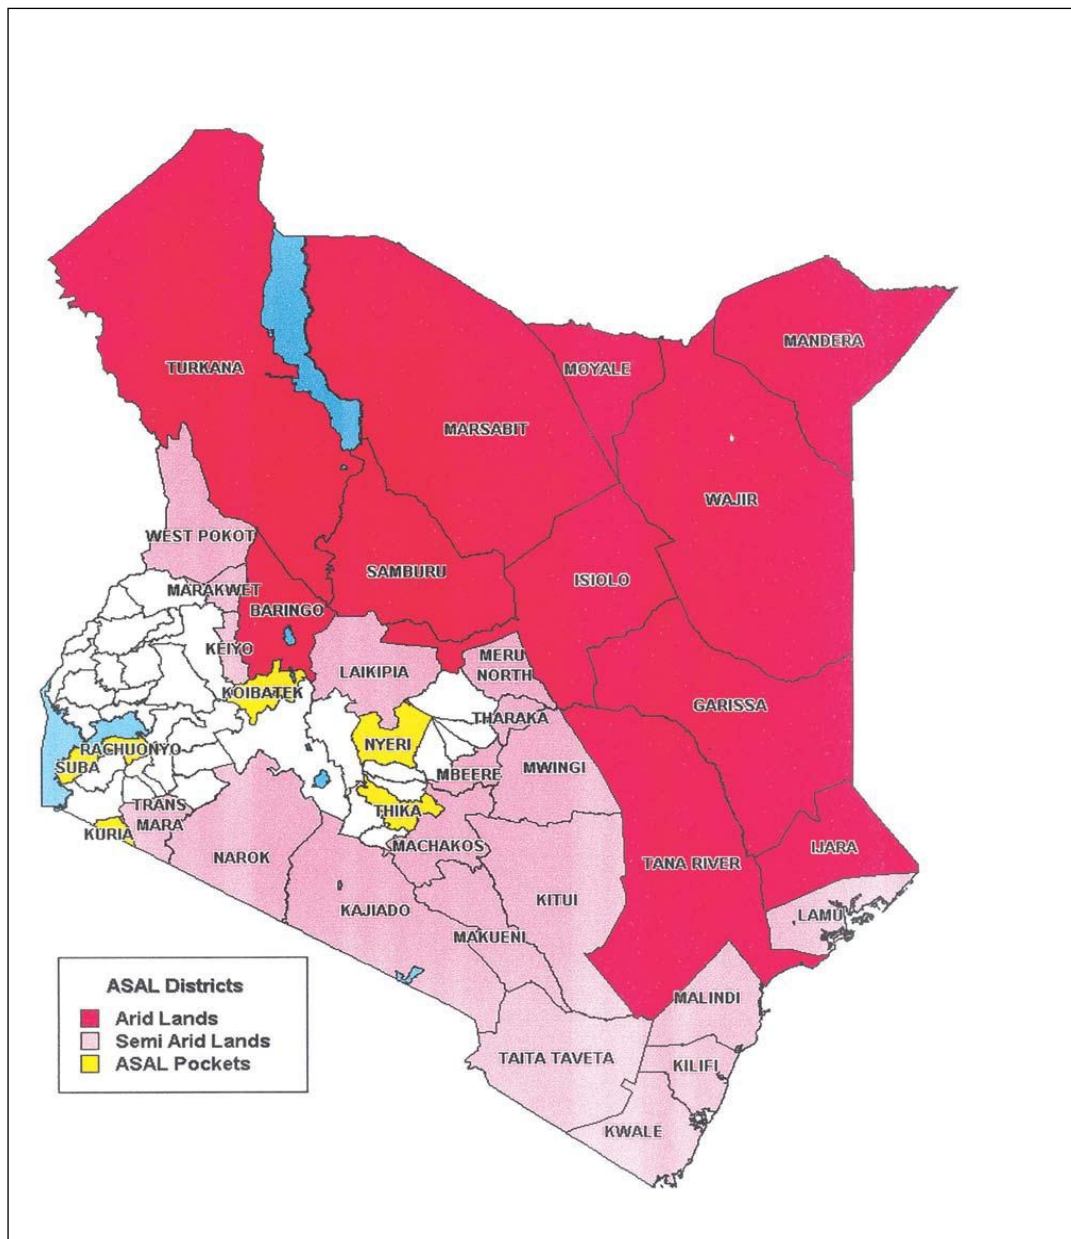 MANDERA
MOYALE
TURKANA
MARSABIT
WAJIR
WEST POKOT
SAMBURU
ISIOLO
MARAKWET
BARINGO
KEIYO
MERU
NORTH
LAIKIPIA
KOIBATEK
GARISSA
THARAKA
NYERI
RACHUONYO
SUBA
MBEERE
MWINGI
TRANS
MARA
THIKA
KURIA
MACHAKOS
IJARA
NAROK
TANA RIVER
KITUI
KAJIADO
LAMU
MAKUENI
MALINDI
TAITA TAVETA
KILIFI
KWALE
ASAL Districts
Arid Lands
Semi Arid Lands
ASAL Pockets